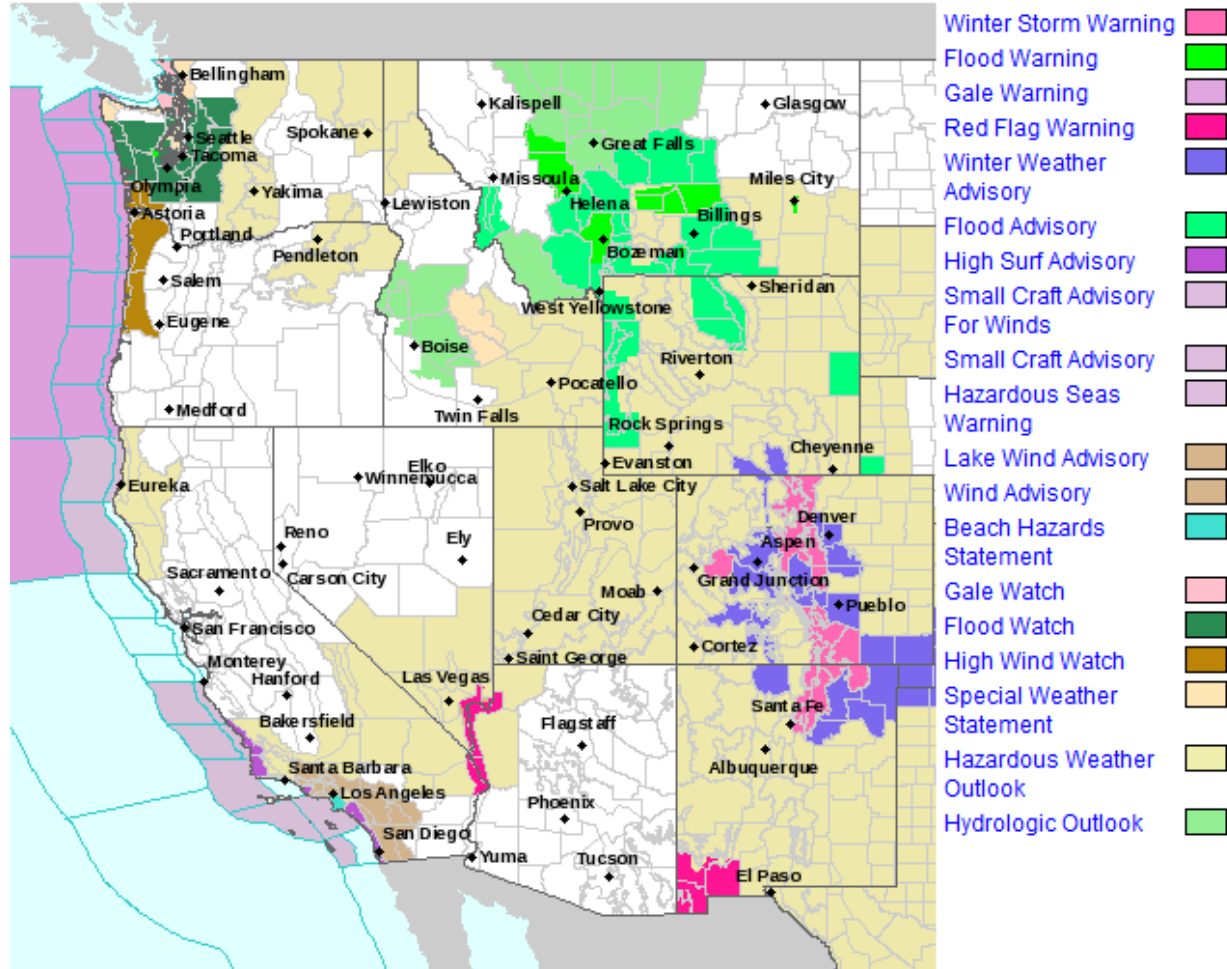 Bellingham
Kalispell
Glasgow
Spokane
Seattle
Great Falls
Tacoma
Olympia
Missoula
Miles City
Yakima
Lewiston
Helena
Astoria
Billings
Portland
Bozeman
Pendleton
Salem
Sheridan
West Yellowstone
Eugene
Boise
Riverton
Pocatello
Medford
Twin Falls
Rock Springs
Cheyenne
Elko
Evanston
Winnemucca
Eureka
Salt Lake City
Provo
Denver
Reno
Ely
Aspen
Sacramento
Carson City
Grand Junction
Moab
Pueblo
San Francisco
Cedar City
Cortez
Saint George
Monterey
Hanford
Las Vegas
Santa Fe
Bakersfield
Flagstaff
Albuquerque
Santa Barbara
Los Angeles
Phoenix
San Diego
Yuma
Tucson
El Paso
Winter Storm Warning
Flood Warning
Gale Warning
Red Flag Warning
Winter Weather
Advisory
Flood Advisory
High Surf Advisory
Small Craft Advisory
For Winds
Small Craft Advisory
Hazardous Seas
Warning
Lake Wind Advisory
Wind Advisory
Beach Hazards
Statement
Gale Watch
Flood Watch
High Wind Watch
Special Weather
Statement
Hazardous Weather
Outlook
Hydrologic Outlook